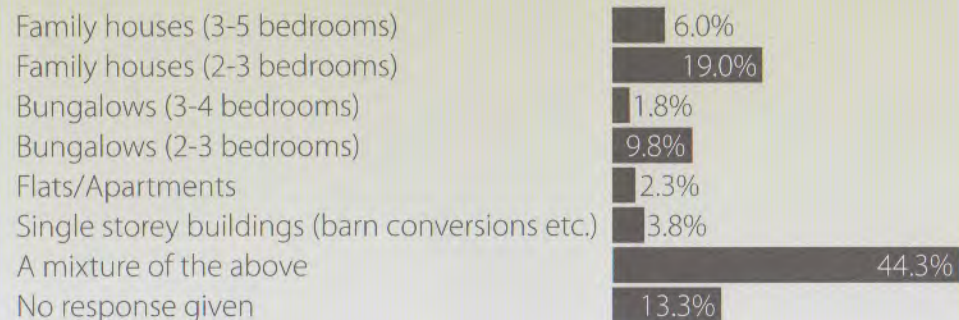 Family houses (3-5 bedrooms) 6.0%
Family houses (2-3 bedrooms) 19.0%
Bungalows (3-4 bedrooms) 1.8%
Bungalows (2-3 bedrooms) 9.8%
Flats/Apartments 2.3%
Single storey buildings (barn conversions etc.) 3.8%
A mixture of the above 44.3%
No response given 13.3%